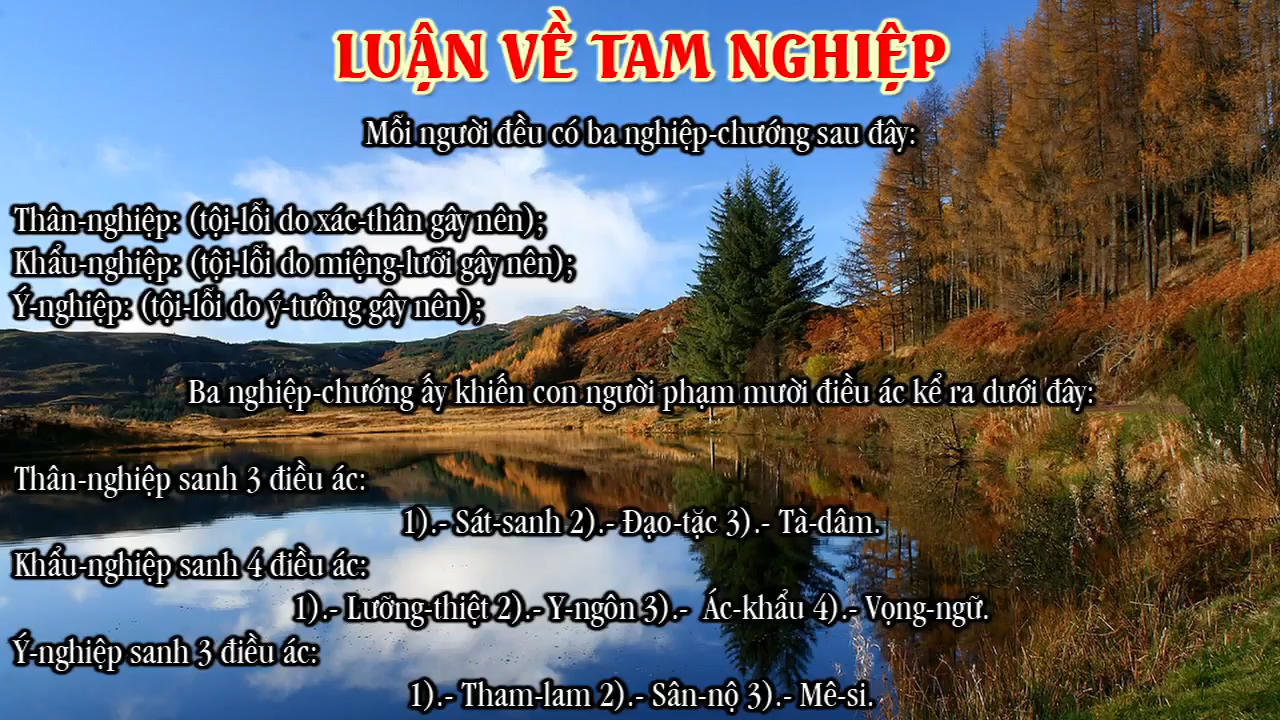 LUẬN VỀ TAM NGHIỆP
Mỗi người đều có ba nghiệp-chướng sau đây:
Thân-nghiệp: (tội-lỗi do xác-thân gây nên);
Khẩu-nghiệp: (tội-lỗi do miệng-lưỡi gây nên);
Ý-nghiệp: (tội-lỗi do ý-tưởng gây nên);
Ba nghiệp-chướng ấy khiến con người phạm mười điều ác kể ra dưới đây:
Thân-nghiệp sanh 3 điều ác:
1).- Sát-sanh 2).- Đạo-tặc 3).- Tà-dâm.
Khẩu-nghiệp sanh 4 điều ác:
1).- Lưỡng-thiệt 2).- Y-ngôn 3).- Ác-khẩu 4).- Vọng-ngữ.
Ý-nghiệp sanh 3 điều ác:
1).- Tham-lam 2).- Sân-nộ 3).- Mê-si.